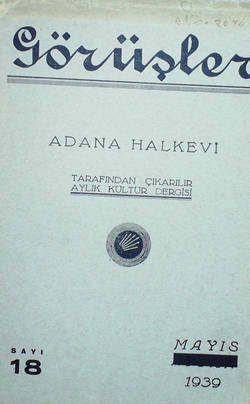 Görüşler
ADANA HALKEVİ
TARAFINDAN ÇIKARILIR
AYLIK KÜLTÜR DERGİSİ
SAYI
18
MAYIS
1939